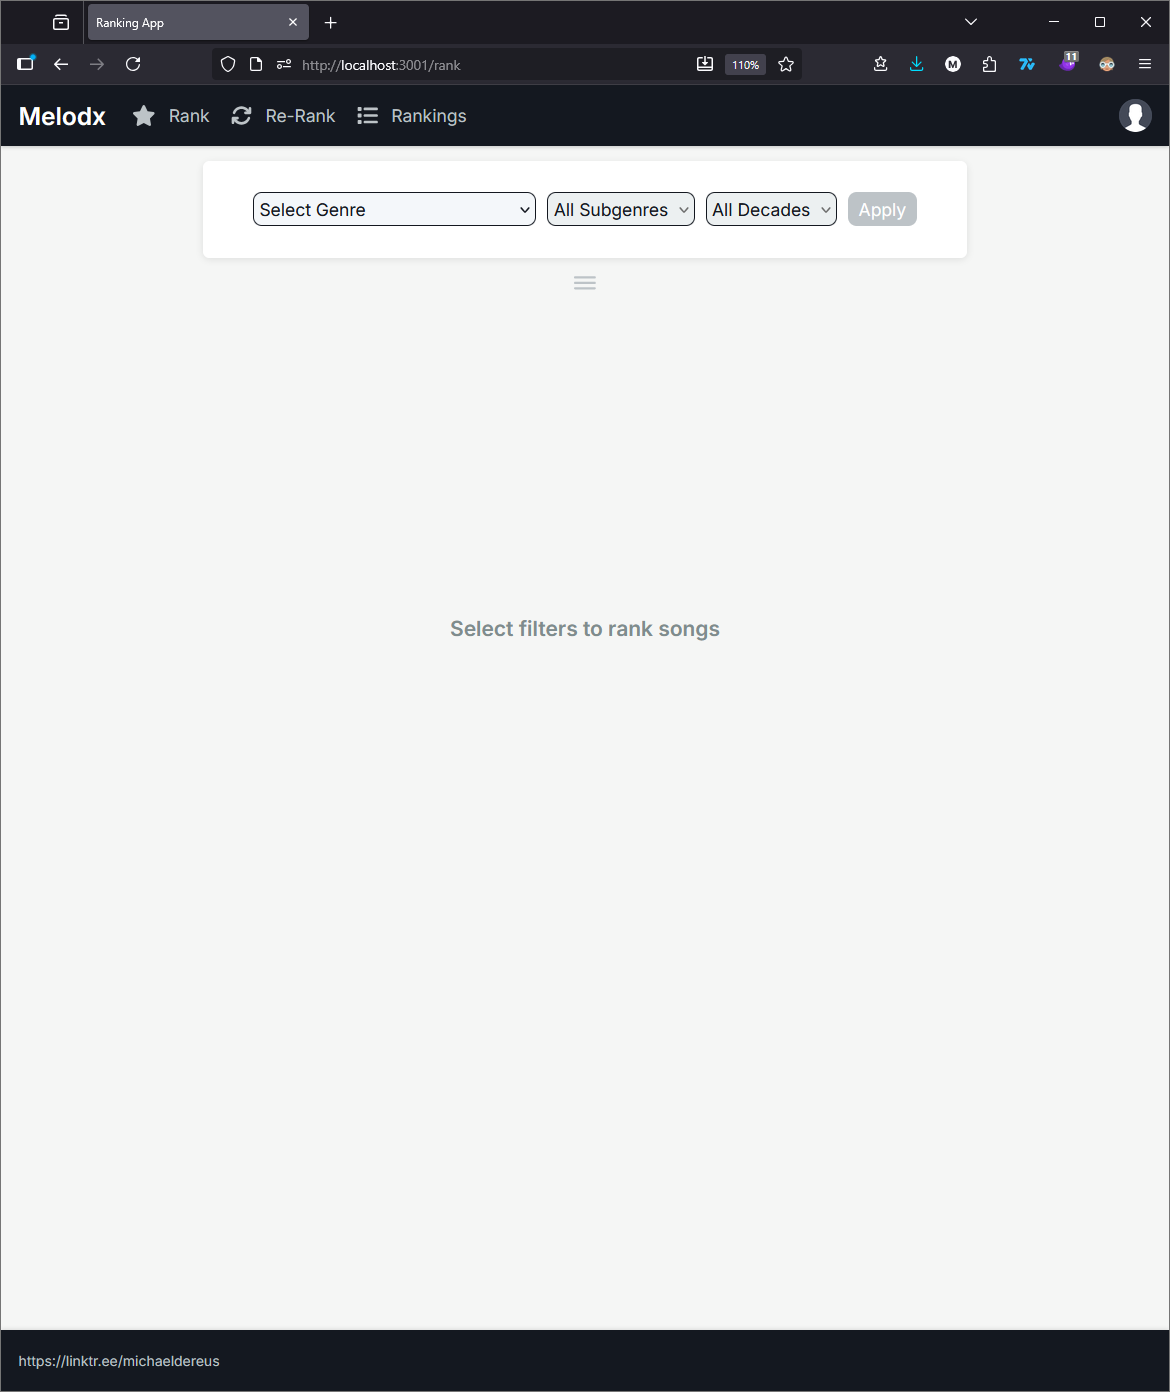 Ranking App
http://localhost:3001/rank
110%
M
11
Melodx Rank Re-Rank Rankings
Select Genre All Subgenres All Decades Apply
Select filters to rank songs
https://linktr.ee/michaeldereus